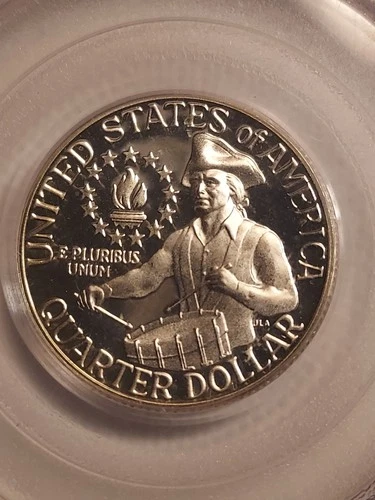 UNITED STATES of AMERICA
E PLURIBUS
UNUM
JLA
QUARTER DOLLAR